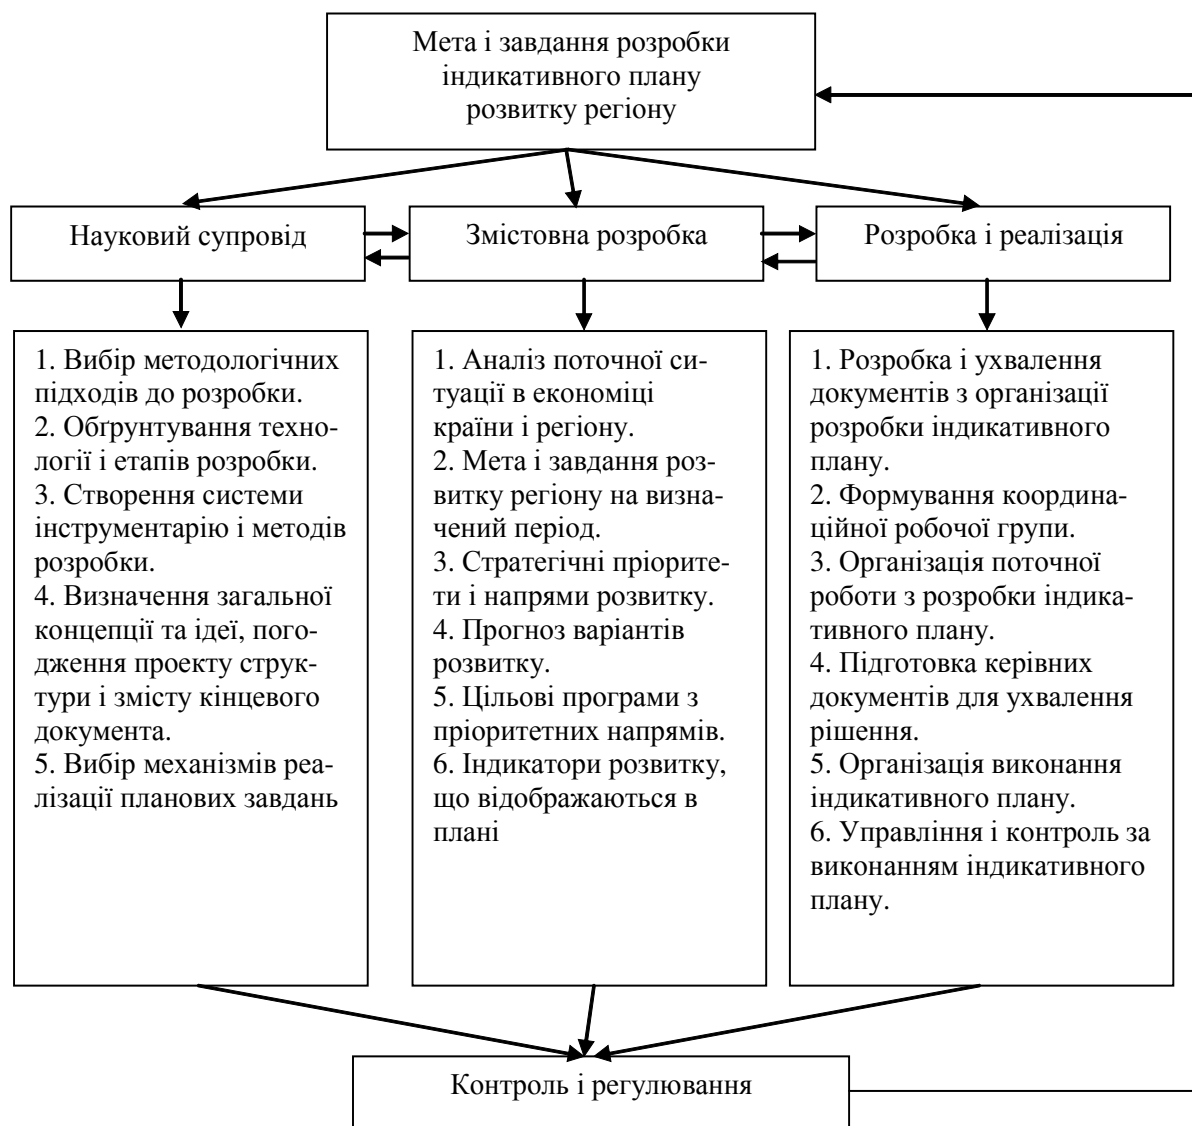 Мета і завдання розробки
індикативного плану
розвитку регіону
Науковий супровід
Змістовна розробка
Розробка і реалізація
1. Вибір методологічних
підходів до розробки.
2. Обґрунтування техно-
логії і етапів розробки.
3. Створення системи
інструментарію і методів
розробки.
4. Визначення загальної
концепції та ідеї, пого-
дження проекту струк-
тури і змісту кінцевого
документа.
5. Вибір механізмів реа-
лізації планових завдань
1. Аналіз поточної си-
туації в економіці
країни і регіону.
2. Мета і завдання роз-
витку регіону на визна-
чений період.
3. Стратегічні пріорите-
ти і напрями розвитку.
4. Прогноз варіантів
розвитку.
5. Цільові програми з
пріоритетних напрямів.
6. Індикатори розвитку,
що відображаються в
плані
1. Розробка і ухвалення
документів з організації
розробки індикативного
плану.
2. Формування координа-
ційної робочої групи.
3. Організація поточної
роботи з розробки індика-
тивного плану.
4. Підготовка керівних
документів для ухвалення
рішення.
5. Організація виконання
індикативного плану.
6. Управління і контроль за
виконанням індикативного
плану.
Контроль і регулювання